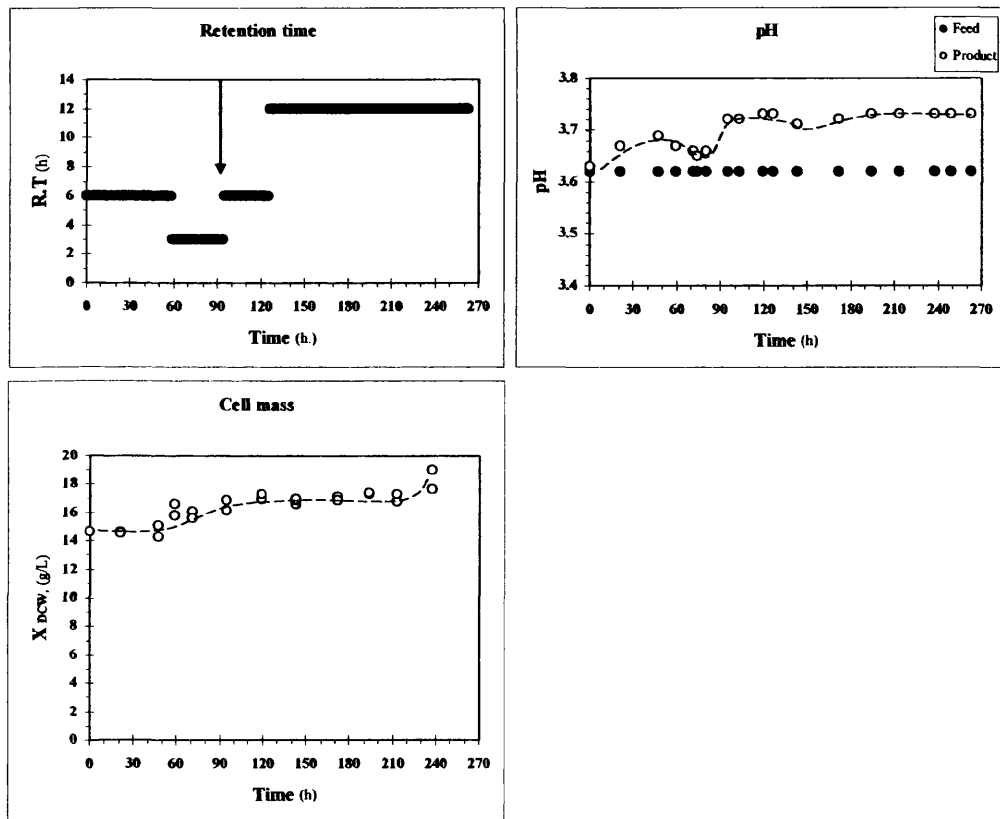 Retention time
14
12
10
8
6
4
2
0
R.T (h)
0 30 60 90 120 150 180 210 240 270
Time (h.)
pH
● Feed
○ Product
3.8
3.7
3.6
3.5
3.4
pH
0 30 60 90 120 150 180 210 240 270
Time (h)
Cell mass
20
18
16
14
12
10
8
6
4
2
0
X DCW, (g/L)
0 30 60 90 120 150 180 210 240 270
Time (h)